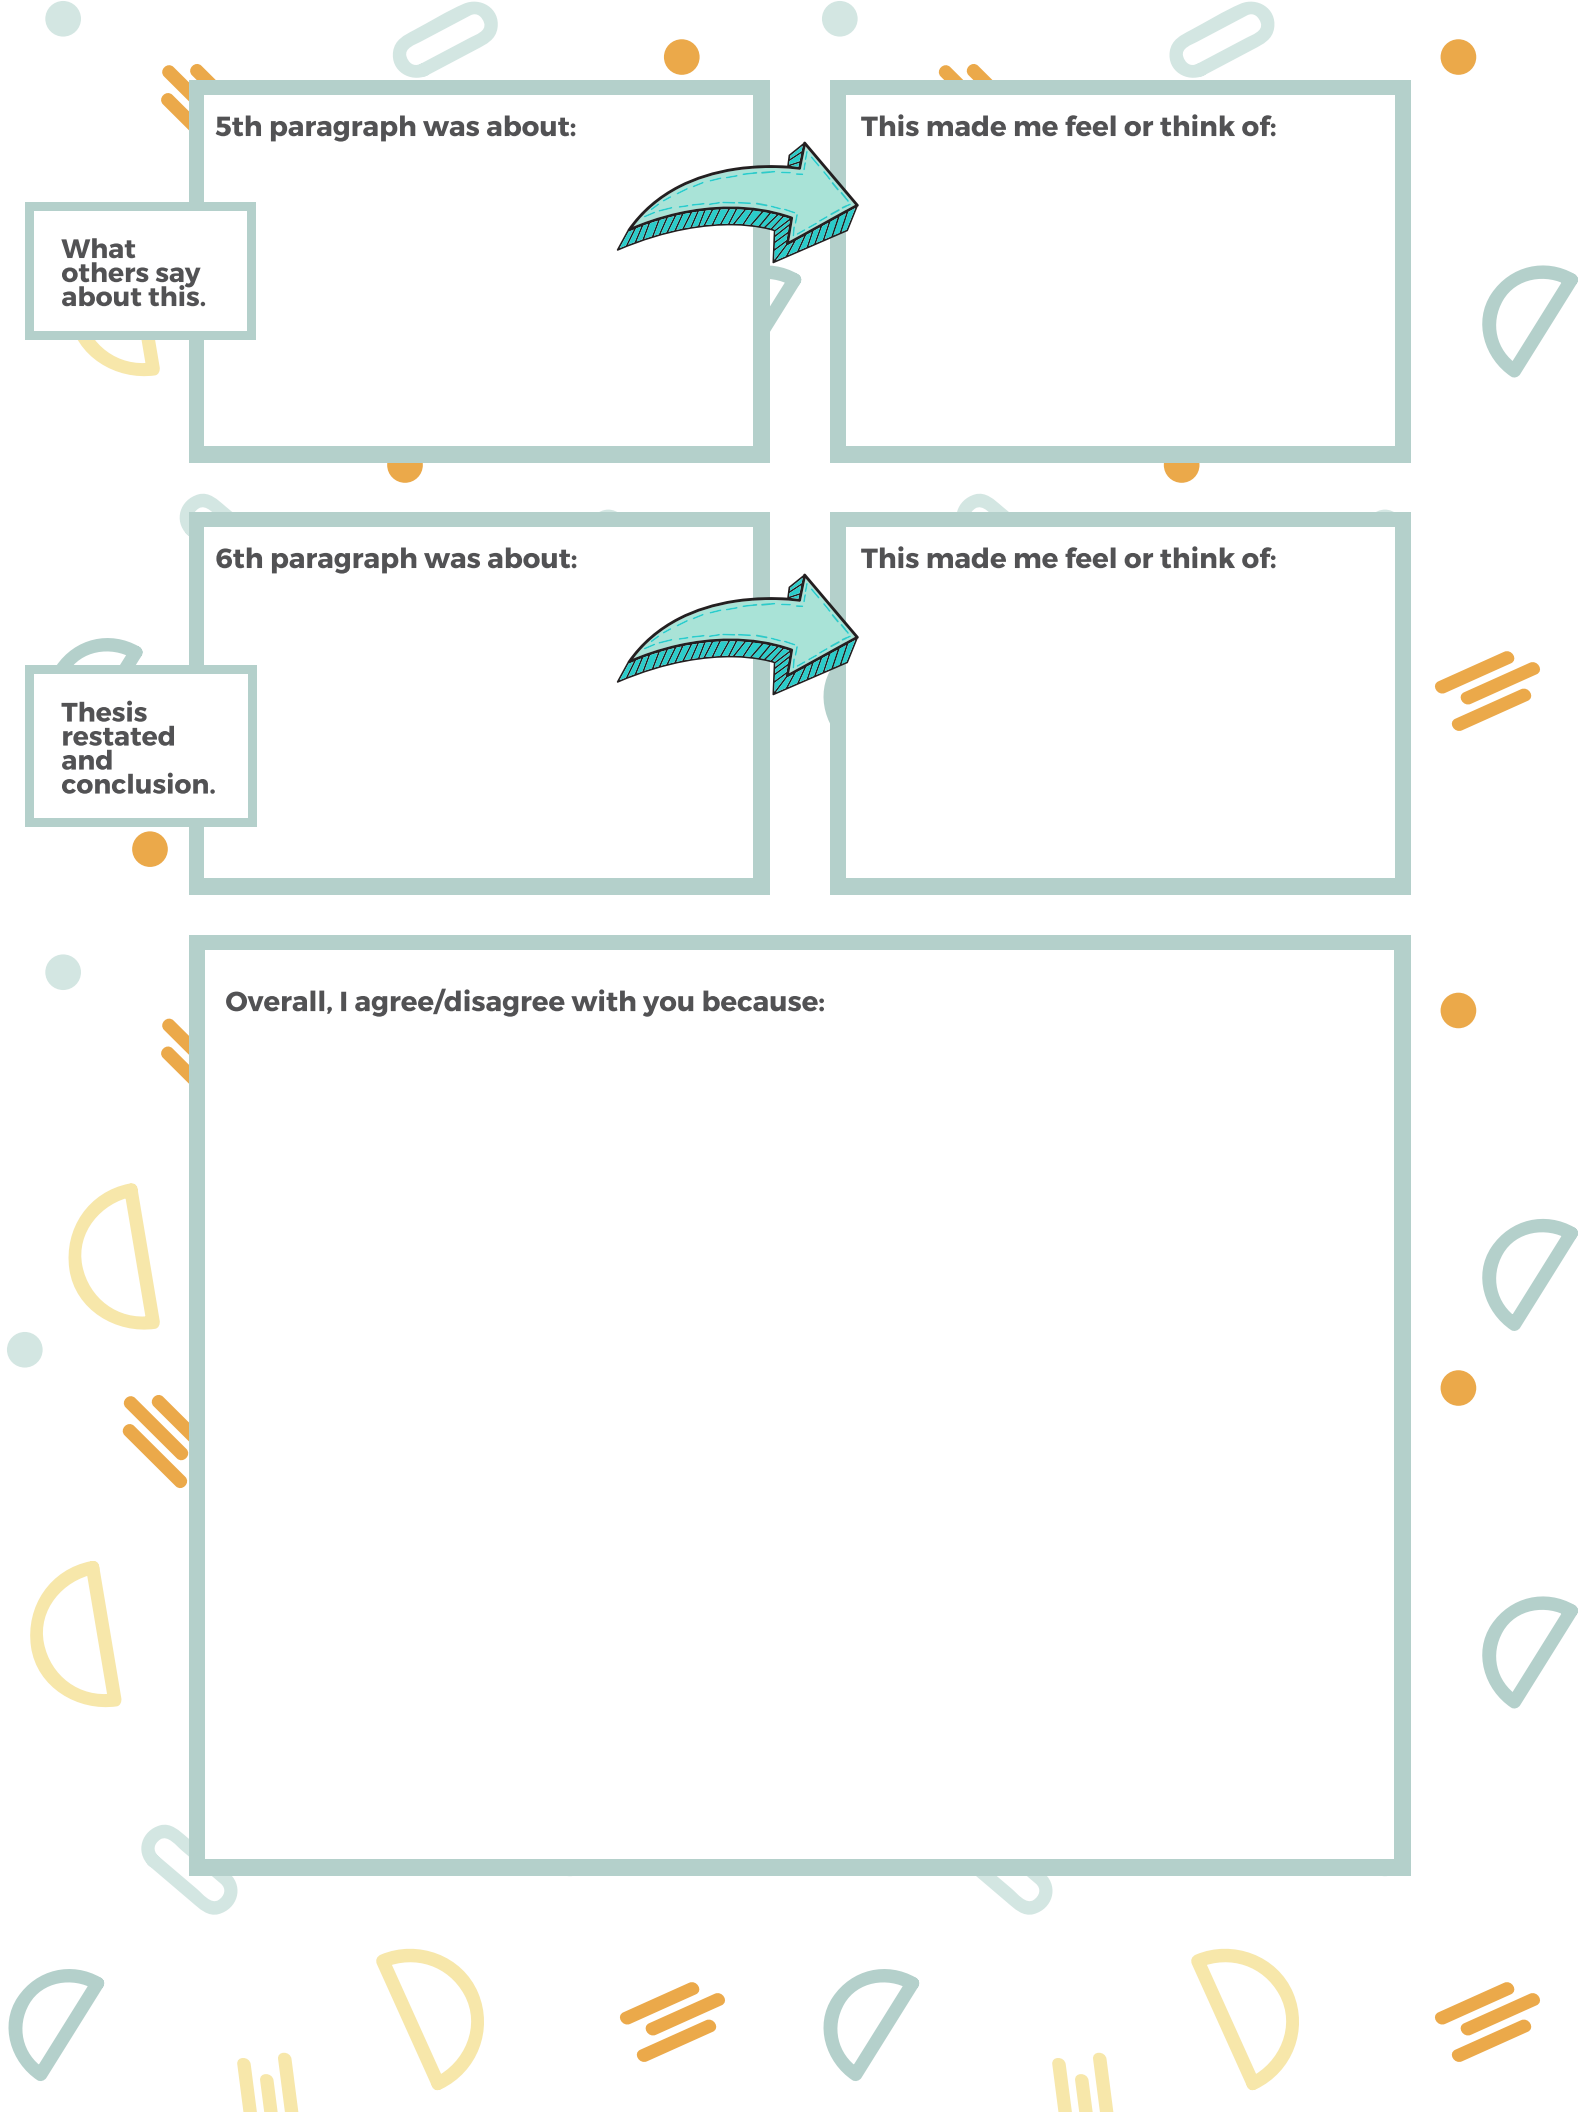 5th paragraph was about:
This made me feel or think of:
What
others say
about this.
6th paragraph was about:
This made me feel or think of:
Thesis
restated
and
conclusion.
Overall, I agree/disagree with you because: